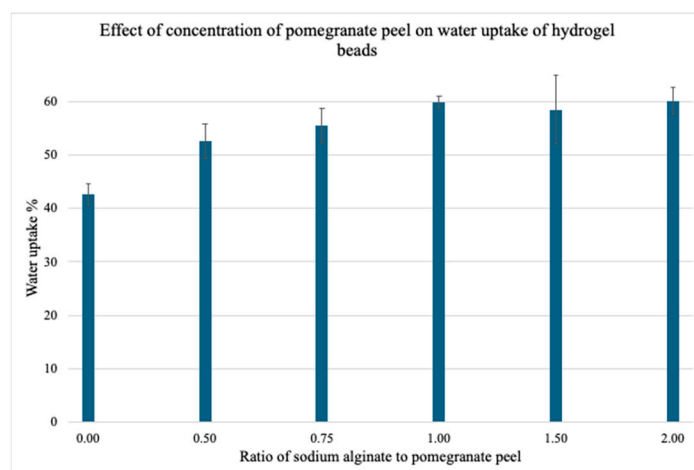 Effect of concentration of pomegranate peel on water uptake of hydrogel
beads
Water uptake %
60
50
40
30
20
10
0
0.00 0.50 0.75 1.00 1.50 2.00
Ratio of sodium alginate to pomegranate peel